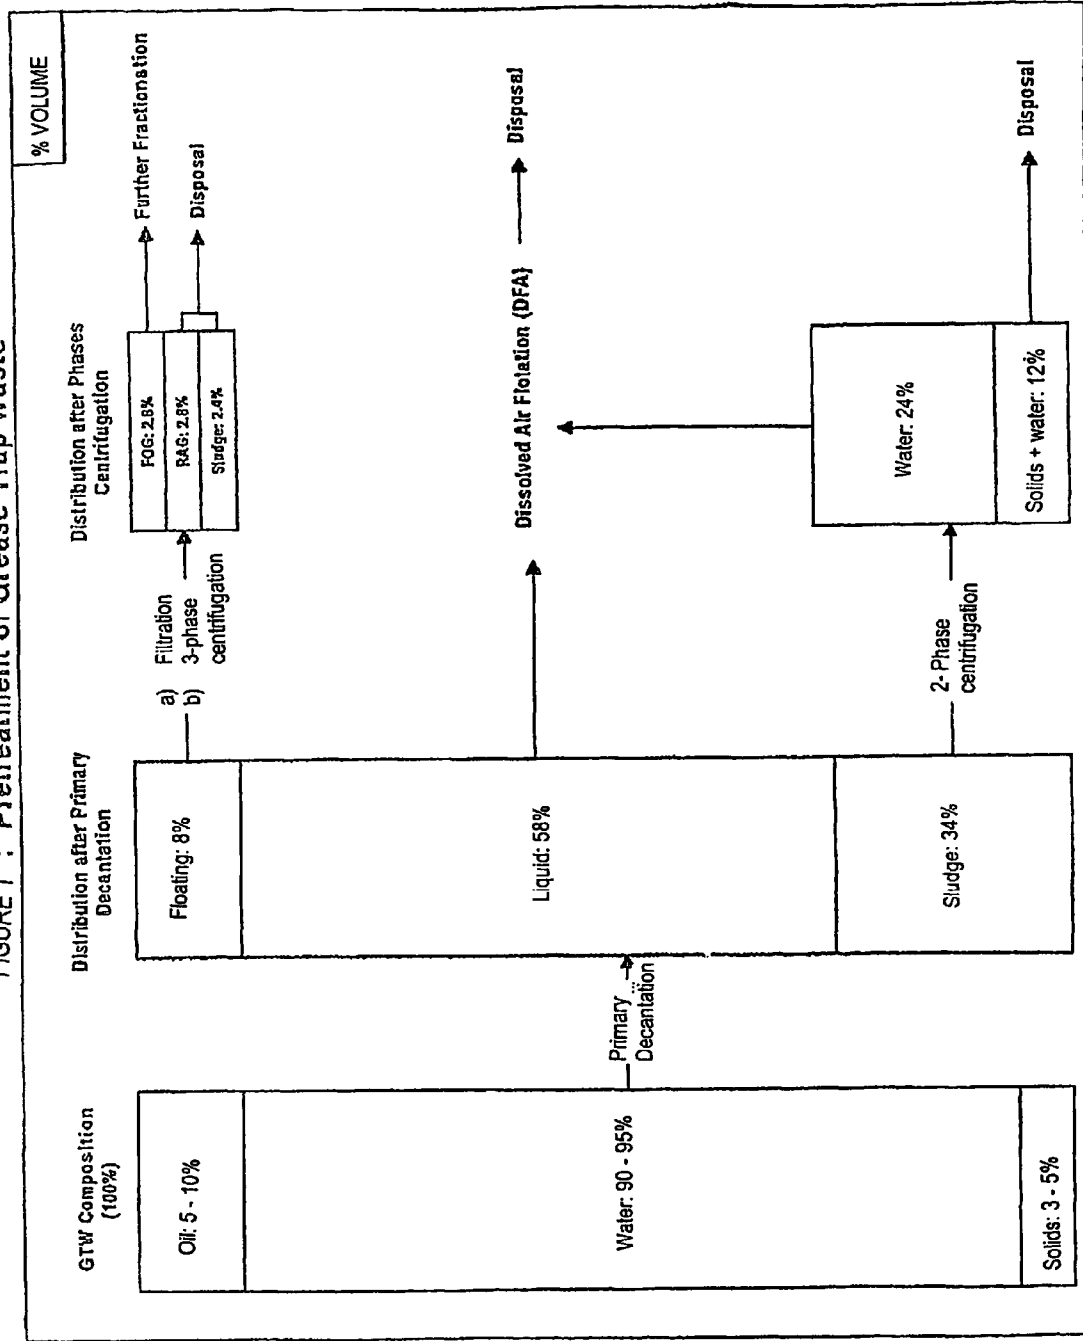 FIGURE 1 : Pretreatment of Grease Trap Waste
% VOLUME
GTW Composition
(100%)
Oil: 5 - 10%
Water: 90 - 95%
Solids: 3 - 5%
Primary
Decantation
Distribution after Primary
Decantation
Floating: 8%
Liquid: 58%
Sludge: 34%
a) Filtration
b) 3-phase
centrifugation
2- Phase
centrifugation
Distribution after Phases
Centrifugation
FOG: 2.8%
RAG: 2.8%
Sludge: 2.4%
Further Fractionation
Disposal
Dissolved Air Flotation (DFA)
Disposal
Water: 24%
Solids + water: 12%
Disposal